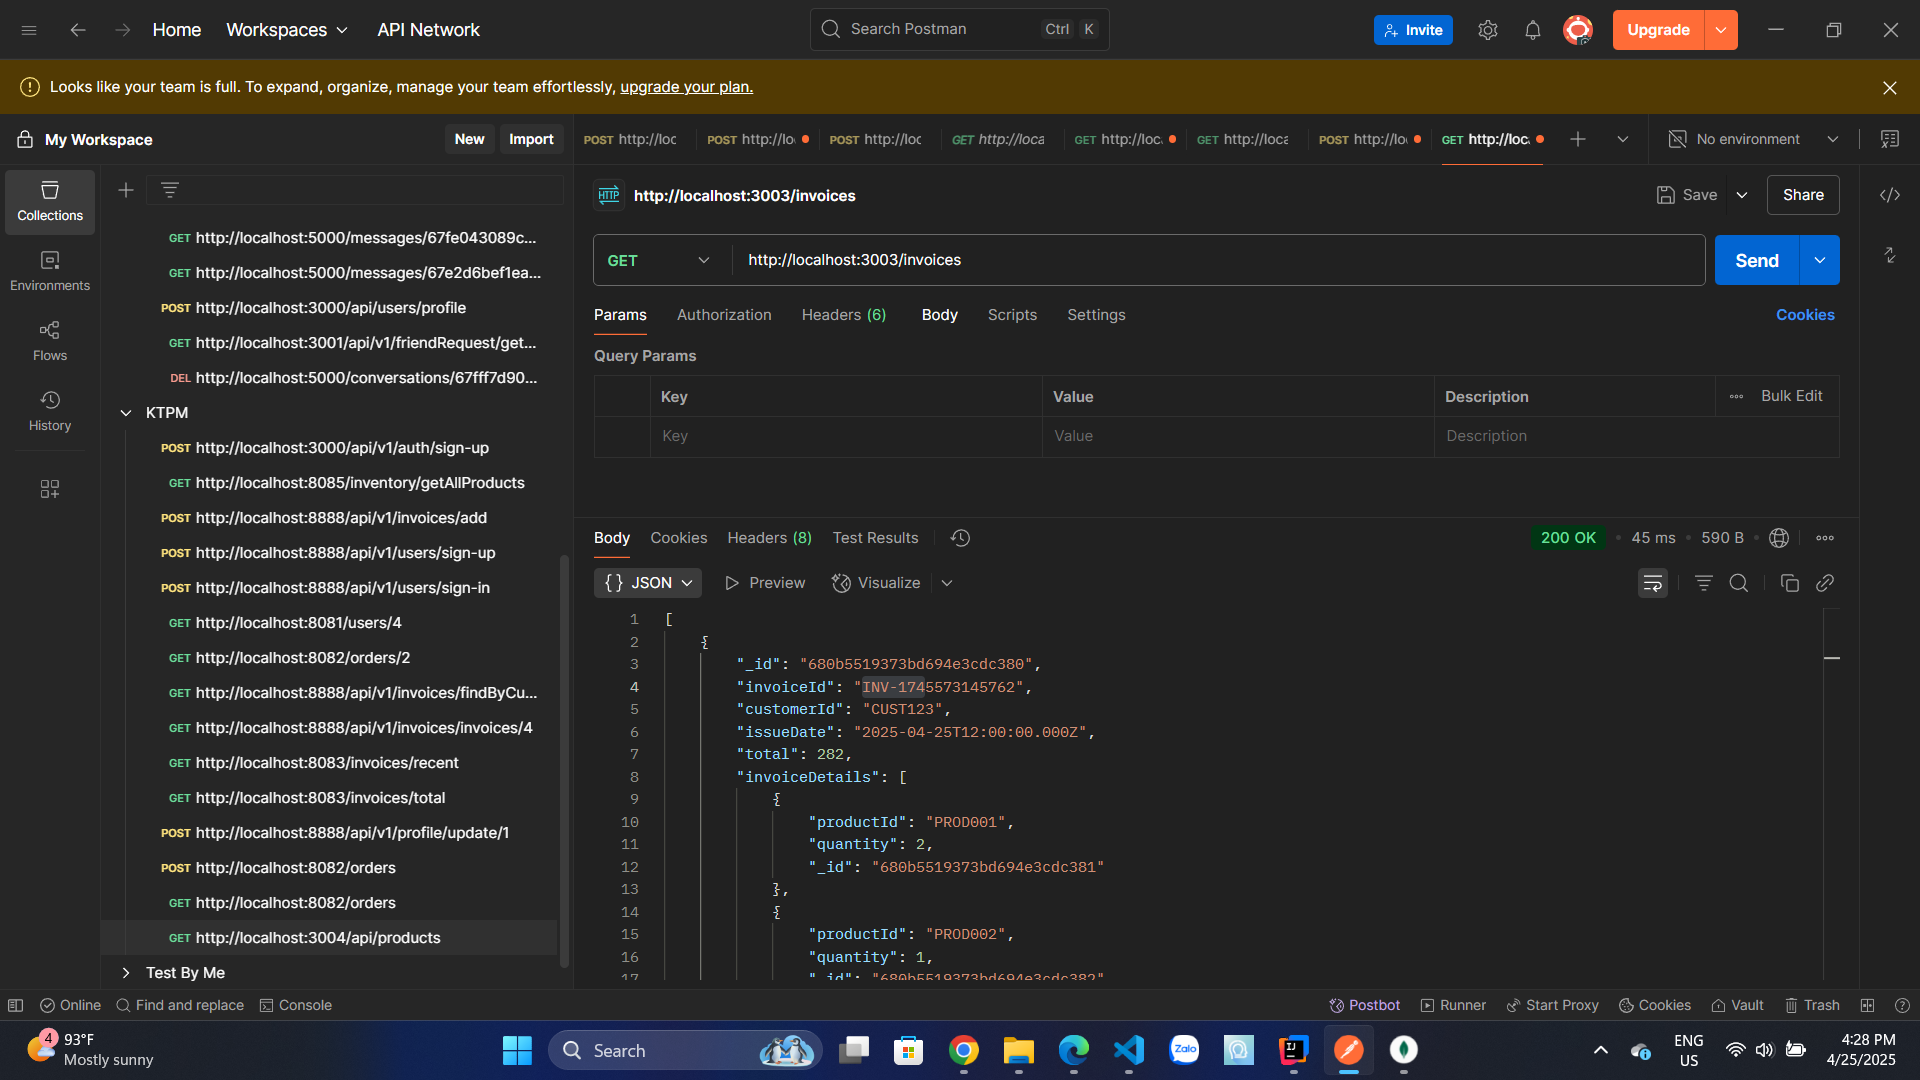 Home Workspaces API Network Search Postman Ctrl K Invite Upgrade
Looks like your team is full. To expand, organize, manage your team effortlessly, upgrade your plan.
My Workspace New Import
POST http://loc POST http://lo POST http://loc GET http://loca GET http://loc. GET http://loca POST http://lo GET http://loc. No environment
Collections
Environments
Flows
History
GET http://localhost:5000/messages/67fe043089c...
GET http://localhost:5000/messages/67e2d6bef1ea...
POST http://localhost:3000/api/users/profile
GET http://localhost:3001/api/v1/friendRequest/get...
DEL http://localhost:5000/conversations/67fff7d90...
KTPM
POST http://localhost:3000/api/v1/auth/sign-up
GET http://localhost:8085/inventory/getAllProducts
POST http://localhost:8888/api/v1/invoices/add
POST http://localhost:8888/api/v1/users/sign-up
POST http://localhost:8888/api/v1/users/sign-in
GET http://localhost:8081/users/4
GET http://localhost:8082/orders/2
GET http://localhost:8888/api/v1/invoices/findByCu...
GET http://localhost:8888/api/v1/invoices/invoices/4
GET http://localhost:8083/invoices/recent
GET http://localhost:8083/invoices/total
POST http://localhost:8888/api/v1/profile/update/1
POST http://localhost:8082/orders
GET http://localhost:8082/orders
GET http://localhost:3004/api/products
Test By Me
HTTP http://localhost:3003/invoices Save Share
GET http://localhost:3003/invoices Send
Params Authorization Headers (6) Body Scripts Settings Cookies
Query Params
Key Value Description Bulk Edit
Key Value Description
Body Cookies Headers (8) Test Results 200 OK 45 ms 590 B
{} JSON Preview Visualize
1 [
2 {
3 "_id": "680b5519373bd694e3cdc380",
4 "invoiceId": "INV-1745573145762",
5 "customerId": "CUST123",
6 "issueDate": "2025-04-25T12:00:00.000Z",
7 "total": 282,
8 "invoiceDetails": [
9 {
10 "productId": "PROD001",
11 "quantity": 2,
12 "_id": "680b5519373bd694e3cdc381"
13 },
14 {
15 "productId": "PROD002",
16 "quantity": 1,
17 "_id": "680b5519373bd694e3cdc382"
Online Find and replace Console Postbot Runner Start Proxy Cookies Vault Trash
4 93°F
Mostly sunny
Search
Zalo
IJ
ENG
US
4:28 PM
4/25/2025